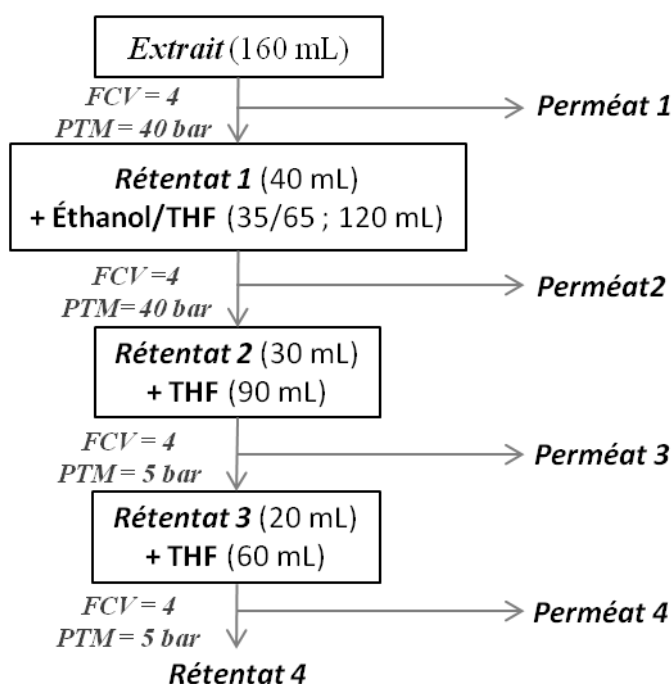 Extrait (160 mL)
FCV = 4
PTM = 40 bar
Perméat 1
Rétentat 1 (40 mL)
+ Éthanol/THF (35/65 ; 120 mL)
FCV =4
PTM= 40 bar
Perméat2
Rétentat 2 (30 mL)
+ THF (90 mL)
FCV = 4
PTM = 5 bar
Perméat 3
Rétentat 3 (20 mL)
+ THF (60 mL)
FCV = 4
PTM = 5 bar
Perméat 4
Rétentat 4